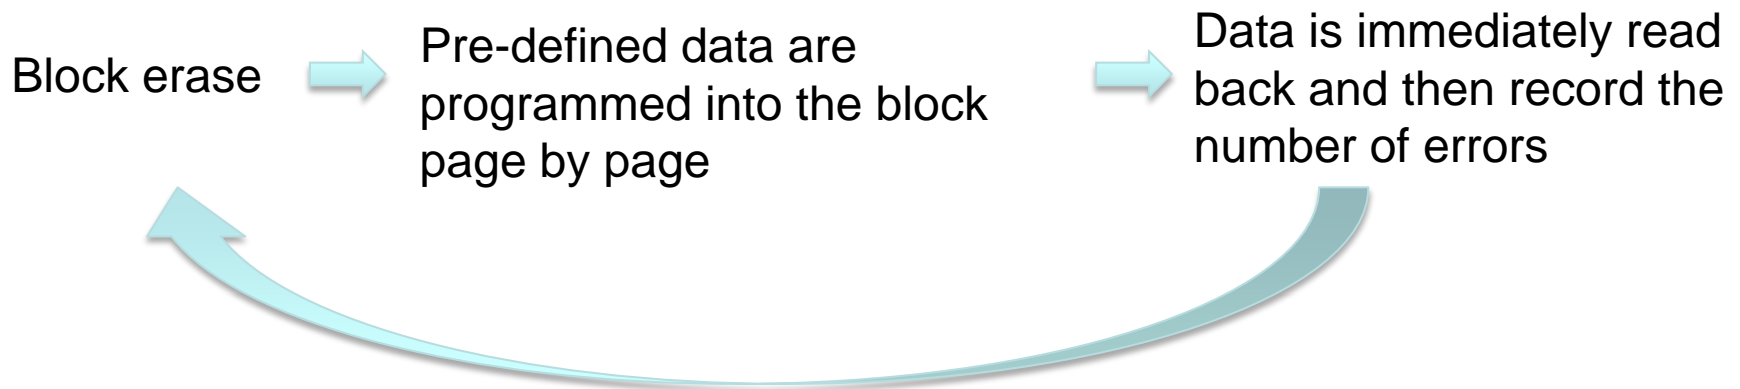 Block erase
Pre-defined data are
programmed into the block
page by page
Data is immediately read
back and then record the
number of errors